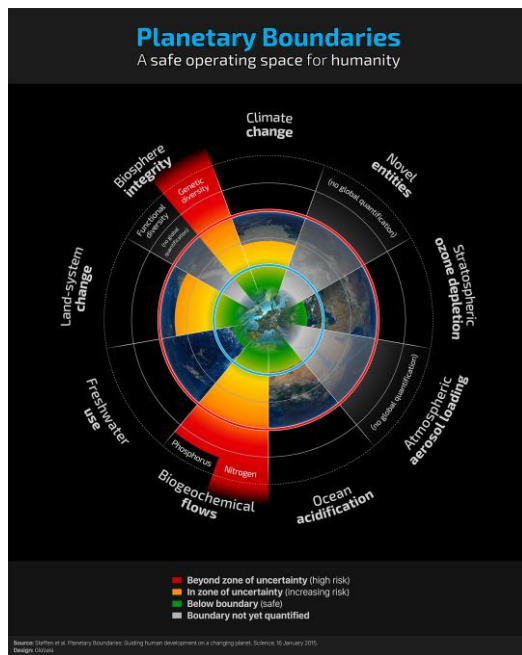 Planetary Boundaries
A safe operating space for humanity
Climate
change
Novel
entities
(no global quantification)
Stratospheric
ozone depletion
Atmospheric
aerosol loading
(no global quantification)
Ocean
acidification
Biogeochemical
flows
Phosphorus
Nitrogen
Freshwater
use
Land-system
change
Biosphere
integrity
Functional
diversity
(no global
quantification)
Genetic
diversity
Beyond zone of uncertainty (high risk)
In zone of uncertainty (increasing risk)
Below boundary (safe)
Boundary not yet quantified
Source: Steffen et al. Planetary Boundaries: Guiding human development on a changing planet, Science, 16 January 2015.
Design: Globaïa